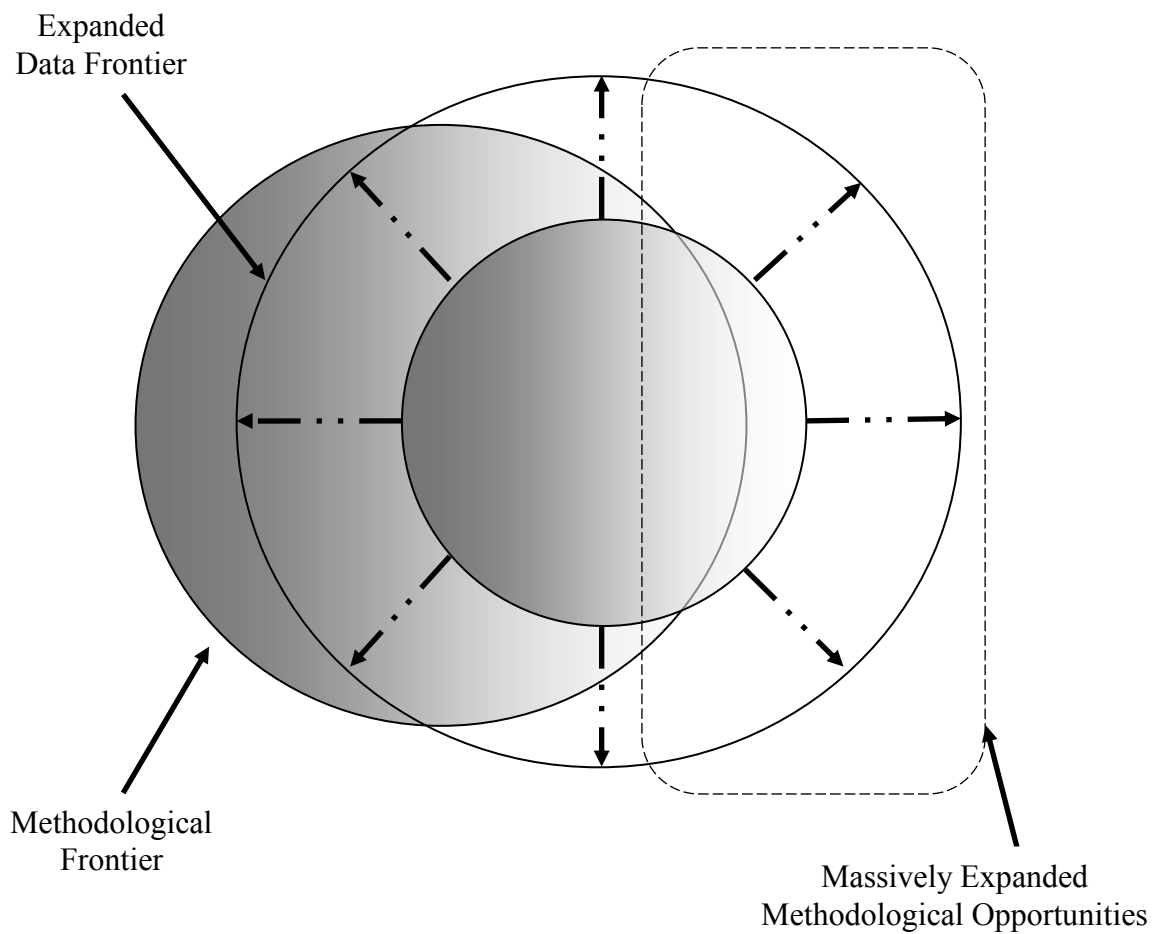 Expanded
Data Frontier
Methodological
Frontier
Massively Expanded
Methodological Opportunities